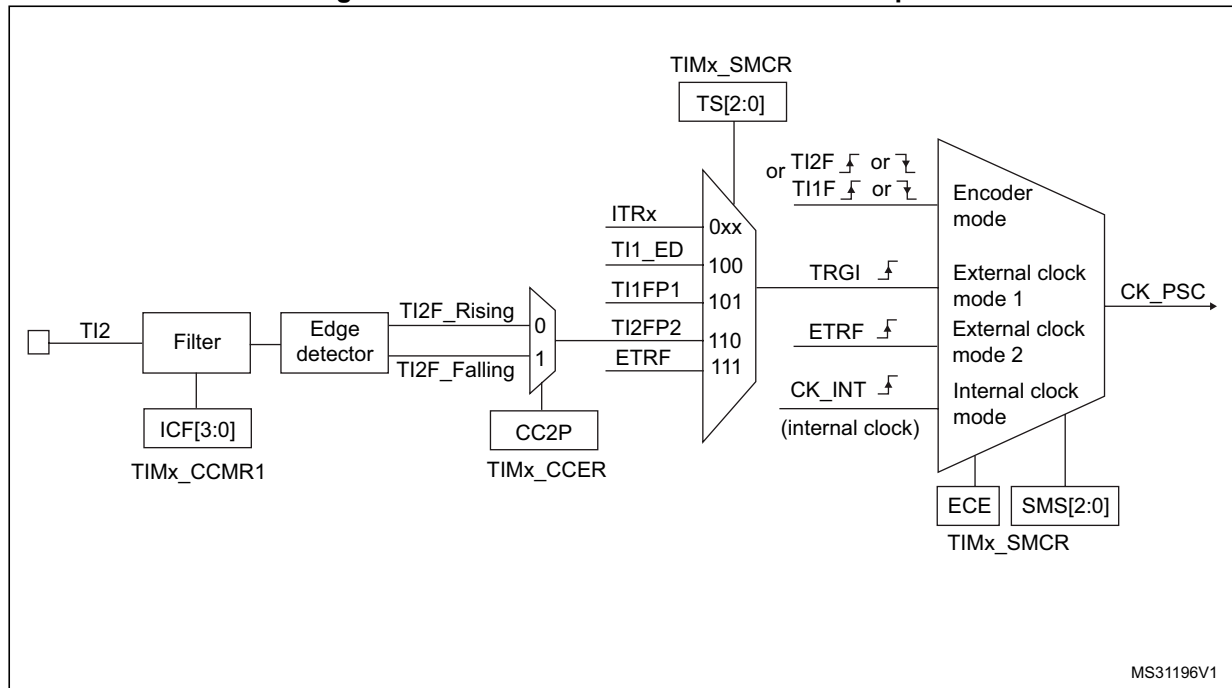 TIMx_SMCR
TS[2:0]
or TI2F or
TI1F or
Encoder
mode
ITRx
0xx
TI1_ED
100
TI1FP1
101
TI2FP2
110
ETRF
111
TRGI
External clock
mode 1
CK_PSC
ETRF
External clock
mode 2
CK_INT
Internal clock
mode
(internal clock)
TI2
Filter
Edge
detector
TI2F_Rising
0
TI2F_Falling
1
ICF[3:0]
TIMx_CCMR1
CC2P
TIMx_CCER
ECE
SMS[2:0]
TIMx_SMCR
MS31196V1